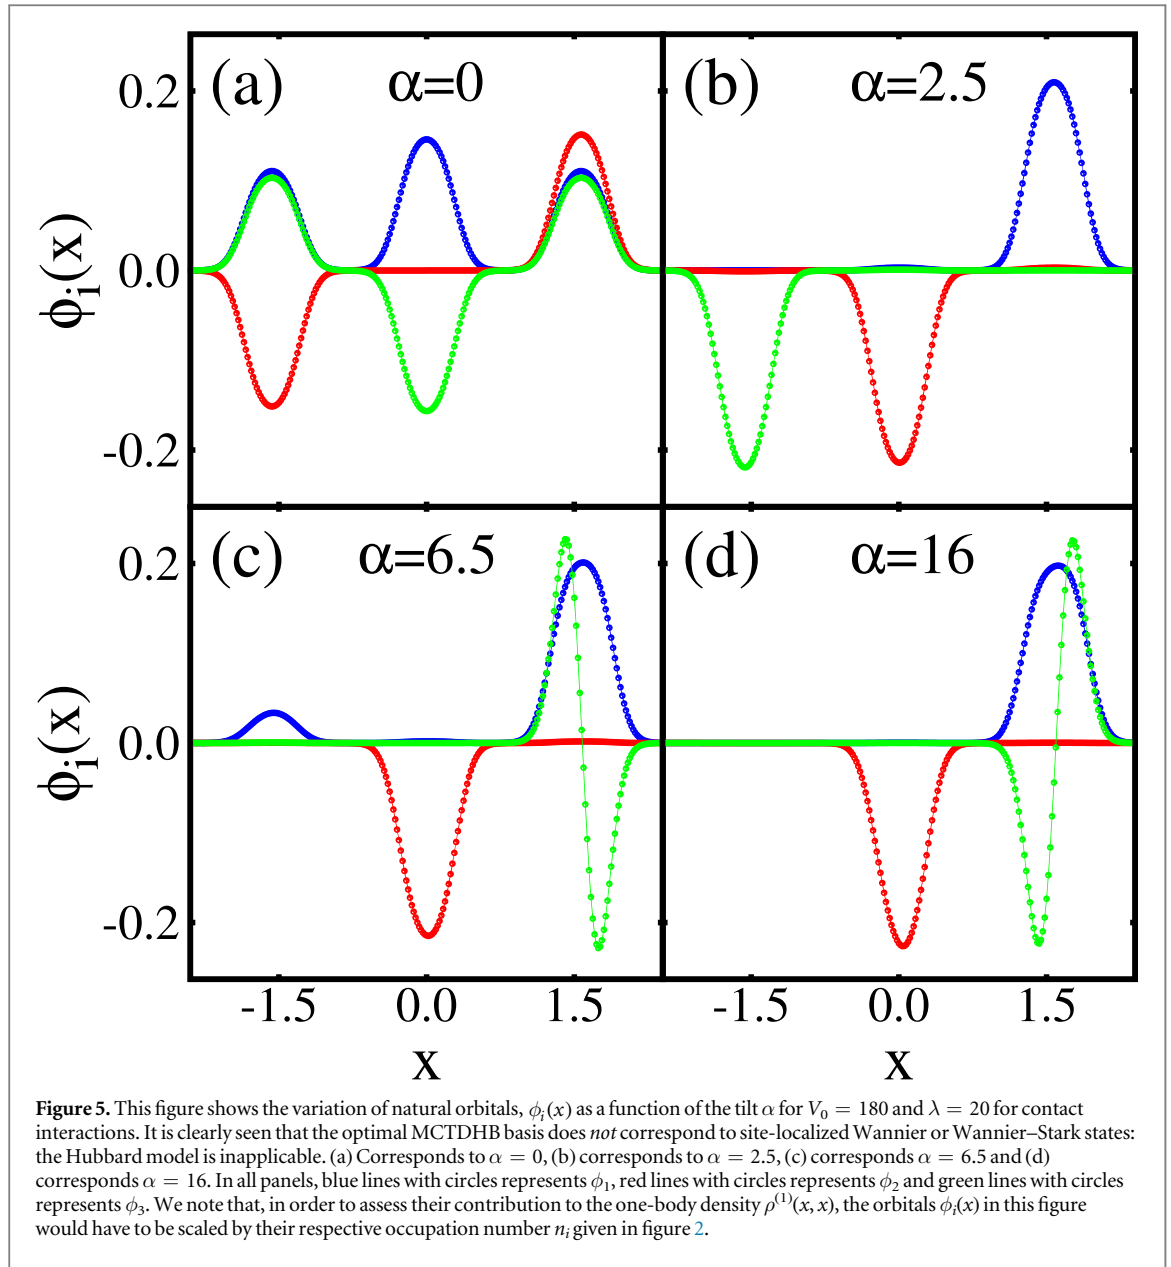 (a) α=0
(b) α=2.5
0.2
0.0
-0.2
ϕi(x)
(c) α=6.5
(d) α=16
0.2
0.0
-0.2
ϕi(x)
-1.5 0.0 1.5
-1.5 0.0 1.5
x
x
Figure 5. This figure shows the variation of natural orbitals, ϕi(x) as a function of the tilt α for V0 = 180 and λ = 20 for contact
interactions. It is clearly seen that the optimal MCTDHB basis does not correspond to site-localized Wannier or Wannier–Stark states:
the Hubbard model is inapplicable. (a) Corresponds to α = 0, (b) corresponds to α = 2.5, (c) corresponds α = 6.5 and (d)
corresponds α = 16. In all panels, blue lines with circles represents ϕ1, red lines with circles represents ϕ2 and green lines with circles
represents ϕ3. We note that, in order to assess their contribution to the one-body density ρ(1)(x, x), the orbitals ϕi(x) in this figure
would have to be scaled by their respective occupation number ni given in figure 2.